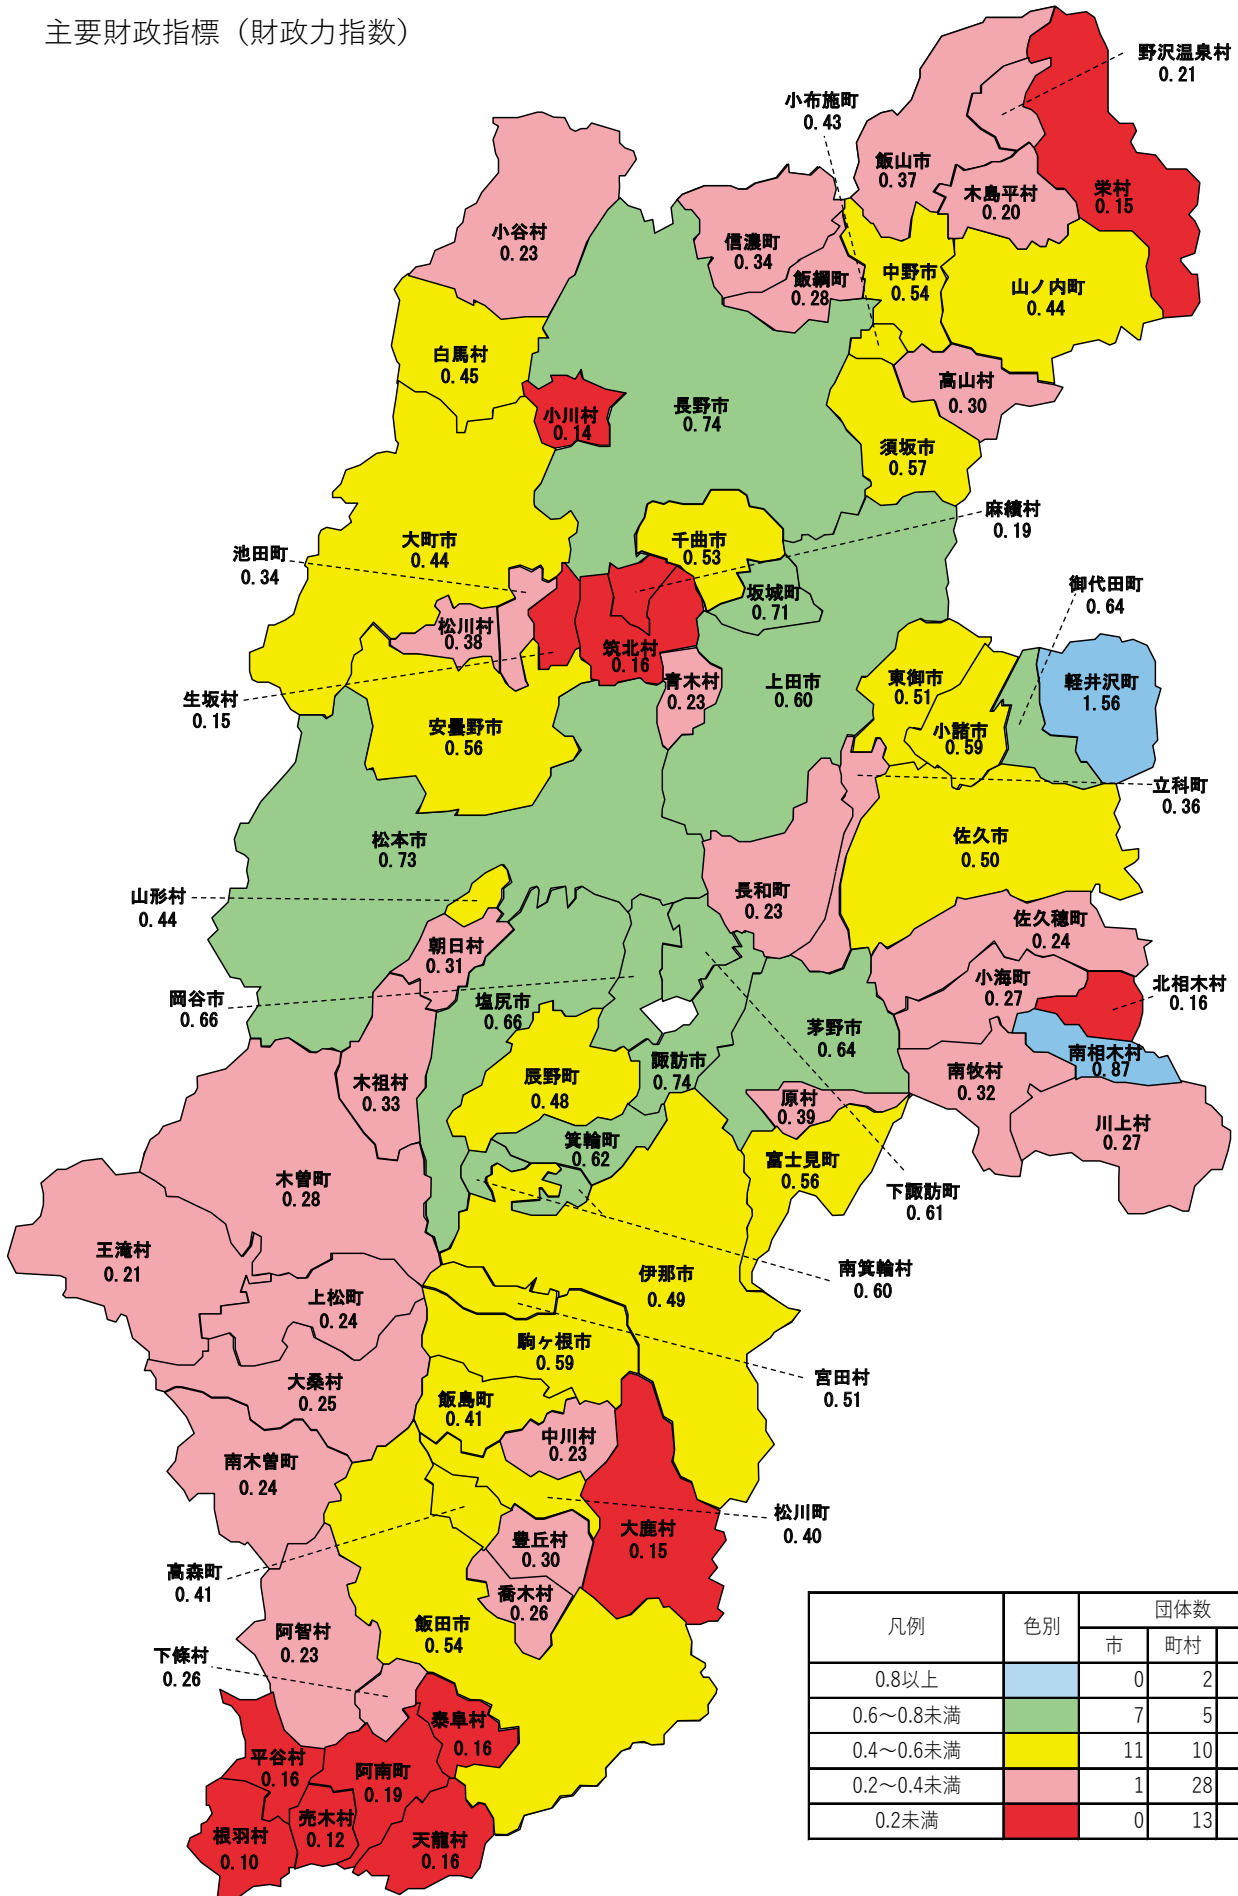 主要財政指標（財政力指数）
野沢温泉村
0.21
小布施町
0.43
飯山市
0.37
木島平村
0.20
栄村
0.15
小谷村
0.23
信濃町
0.34
飯綱町
0.28
中野市
0.54
山ノ内町
0.44
白馬村
0.45
高山村
0.30
小川村
0.14
長野市
0.74
須坂市
0.57
麻績村
0.19
大町市
0.44
千曲市
0.53
池田町
0.34
坂城町
0.71
御代田町
0.64
松川村
0.38
筑北村
0.16
生坂村
0.15
青木村
0.23
上田市
0.60
東御市
0.51
軽井沢町
1.56
安曇野市
0.56
小諸市
0.59
立科町
0.36
松本市
0.73
佐久市
0.50
山形村
0.44
長和町
0.23
朝日村
0.31
佐久穂町
0.24
岡谷市
0.66
塩尻市
0.66
小海町
0.27
北相木村
0.16
茅野市
0.64
諏訪市
0.74
南相木村
0.87
木祖村
0.33
辰野町
0.48
原村
0.39
南牧村
0.32
川上村
0.27
箕輪町
0.62
富士見町
0.56
木曽町
0.28
下諏訪町
0.61
王滝村
0.21
南箕輪村
0.60
伊那市
0.49
上松町
0.24
駒ヶ根市
0.59
宮田村
0.51
大桑村
0.25
飯島町
0.41
中川村
0.23
南木曽町
0.24
松川町
0.40
大鹿村
0.15
豊丘村
0.30
高森町
0.41
喬木村
0.26
飯田市
0.54
阿智村
0.23
下條村
0.26
泰阜村
0.16
平谷村
0.16
阿南町
0.19
売木村
0.12
根羽村
0.10
天龍村
0.16
凡例 色別 団体数
市 町村
0.8以上 0 2
0.6～0.8未満 7 5
0.4～0.6未満 11 10
0.2～0.4未満 1 28
0.2未満 0 13